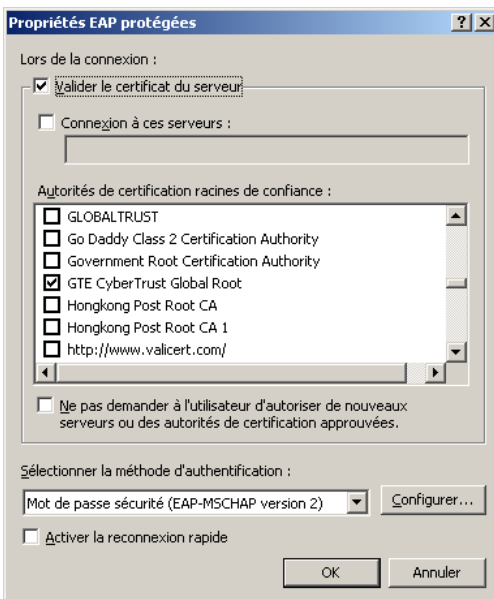 Propriétés EAP protégées
Lors de la connexion :
Valider le certificat du serveur
Connexion à ces serveurs :
Autorités de certification racines de confiance :
GLOBALTRUST
Go Daddy Class 2 Certification Authority
Government Root Certification Authority
GTE CyberTrust Global Root
Hongkong Post Root CA
Hongkong Post Root CA 1
http://www.valicert.com/
Ne pas demander à l'utilisateur d'autoriser de nouveaux
serveurs ou des autorités de certification approuvées.
Sélectionner la méthode d'authentification :
Mot de passe sécurité (EAP-MSCHAP version 2)
Configurer...
Activer la reconnexion rapide
OK
Annuler